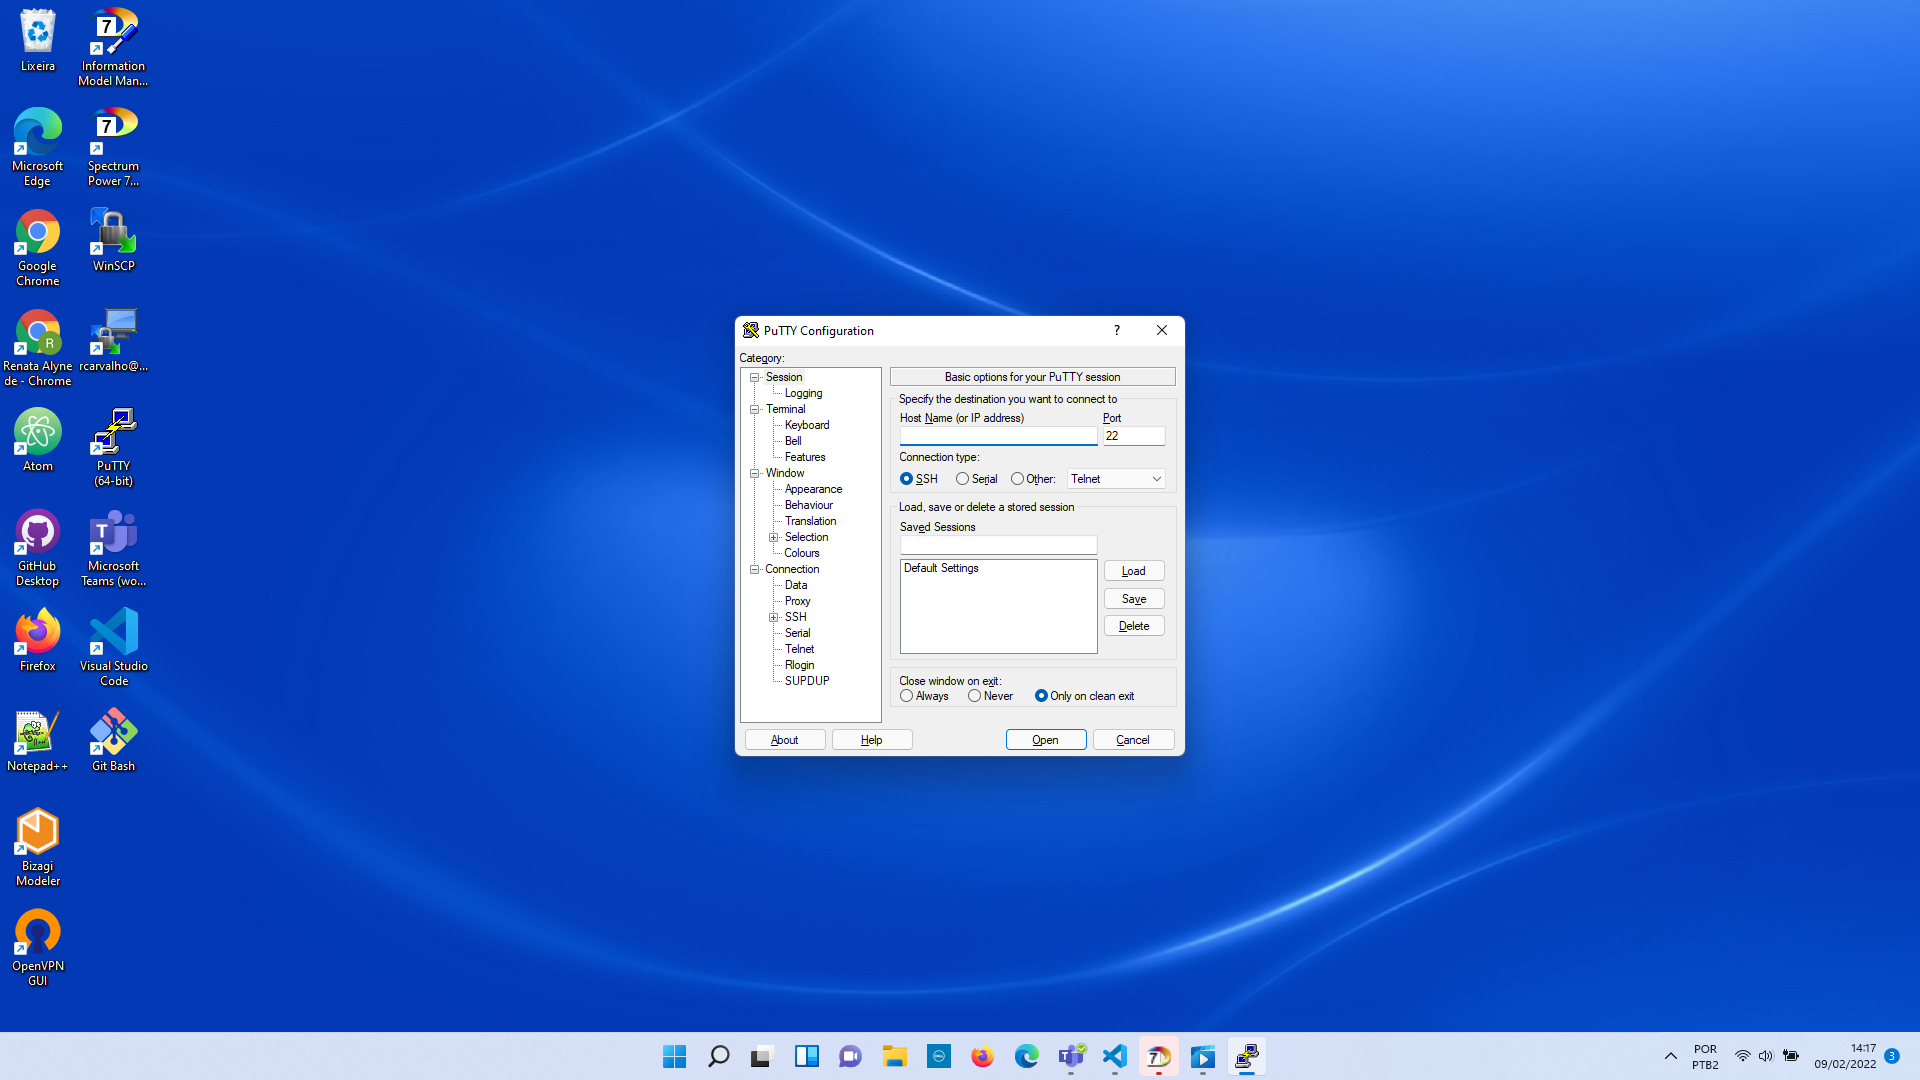 Lixeira
Information
Model Man...
Microsoft
Edge
Spectrum
Power 7...
Google
Chrome
WinSCP
Renata Alyne
de - Chrome
rcarvalho@...
Atom
PuTTY
(64-bit)
GitHub
Desktop
Microsoft
Teams (wo...
Firefox
Visual Studio
Code
Notepad++
Git Bash
Bizagi
Modeler
OpenVPN
GUI
PuTTY Configuration
?
Category:
Session
Logging
Terminal
Keyboard
Bell
Features
Window
Appearance
Behaviour
Translation
Selection
Colours
Connection
Data
Proxy
SSH
Serial
Telnet
Rlogin
SUPDUP
Basic options for your PuTTY session
Specify the destination you want to connect to
Host Name (or IP address)
Port
22
Connection type:
SSH
Serial
Other:
Telnet
Load, save or delete a stored session
Saved Sessions
Default Settings
Load
Save
Delete
Close window on exit:
Always
Never
Only on clean exit
About
Help
Open
Cancel
POR
PTB2
14:17
09/02/2022
3